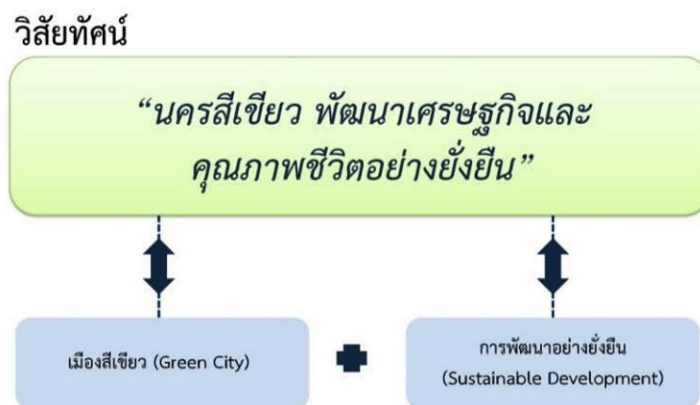 วิสัยทัศน์
“นครสีเขียว พัฒนาเศรษฐกิจและ
คุณภาพชีวิตอย่างยั่งยืน”
เมืองสีเขียว (Green City)
การพัฒนาอย่างยั่งยืน
(Sustainable Development)